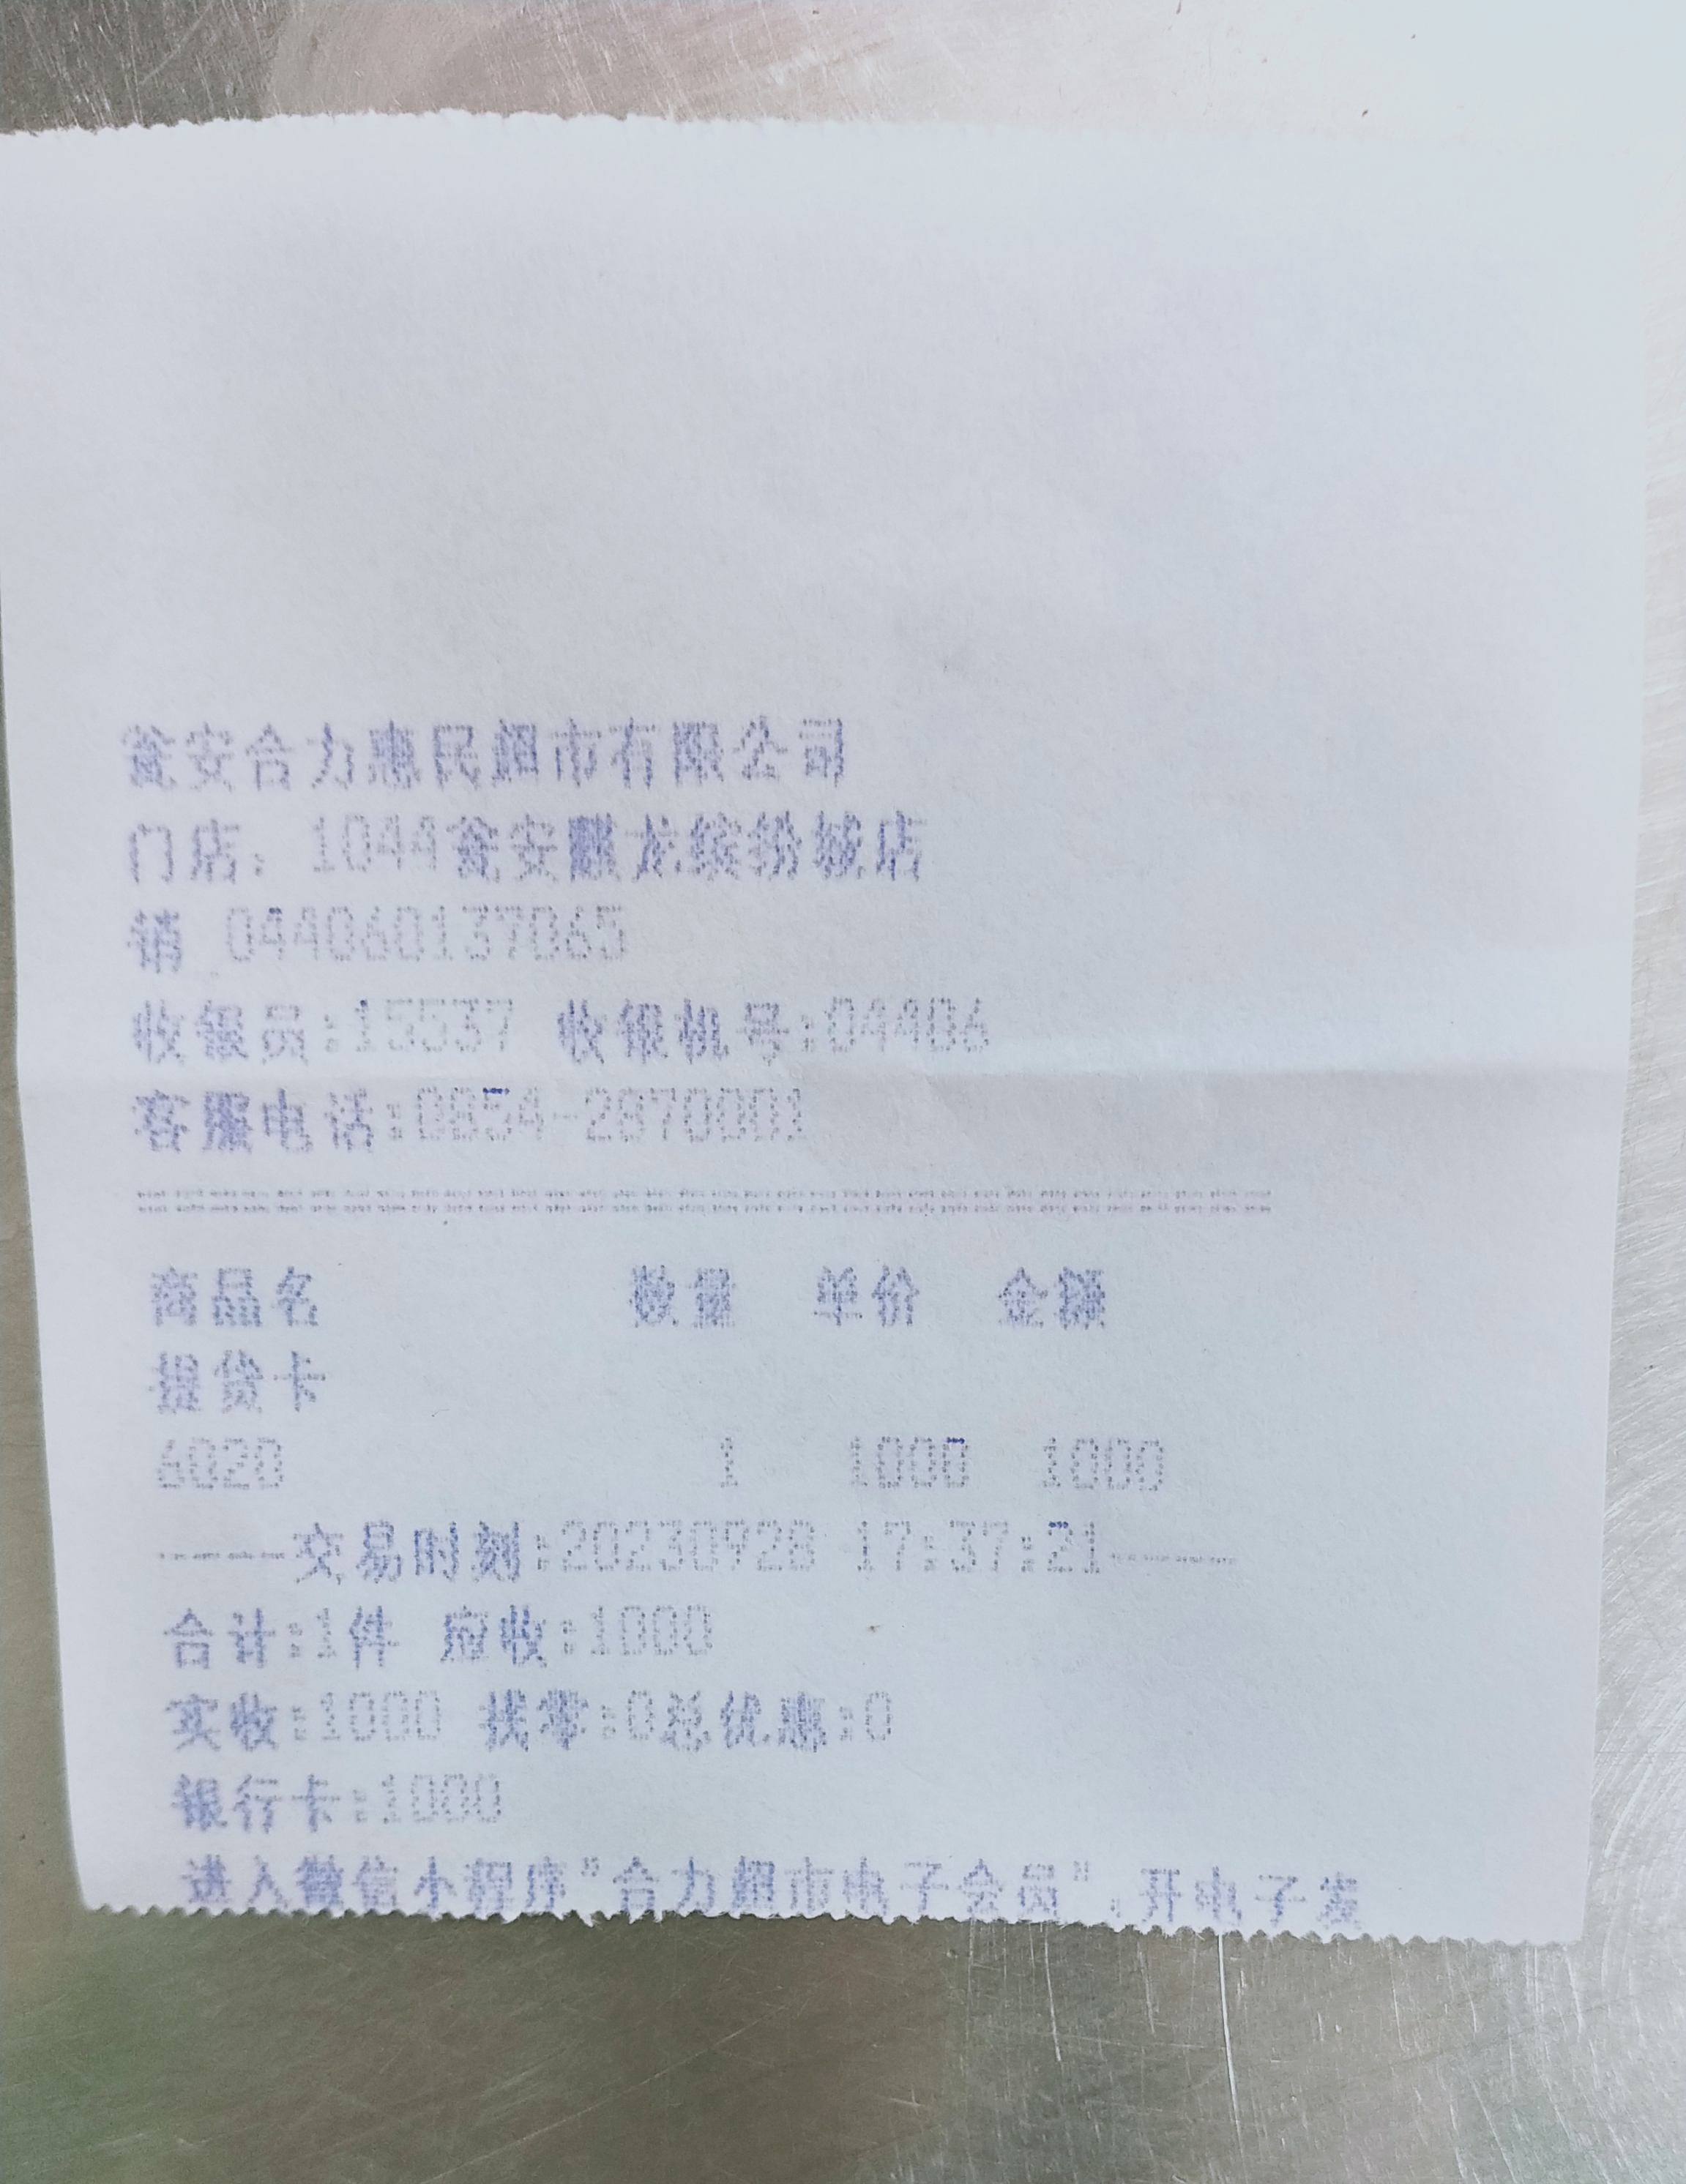 瓮安合力惠民超市有限公司
门店: 1044瓮安麒龙缤纷城店
销 044060137065
收银员:15537 收银机号:04406
客服电话:0854-2870001
================================
商品名 数量 单价 金额
提货卡
6020 1 1000 1000
----交易时刻:20230928 17:37:21----
合计:1件 应收:1000
实收:1000 找零:0总优惠:0
银行卡:1000
进入微信小程序"合力超市电子会员",开电子发